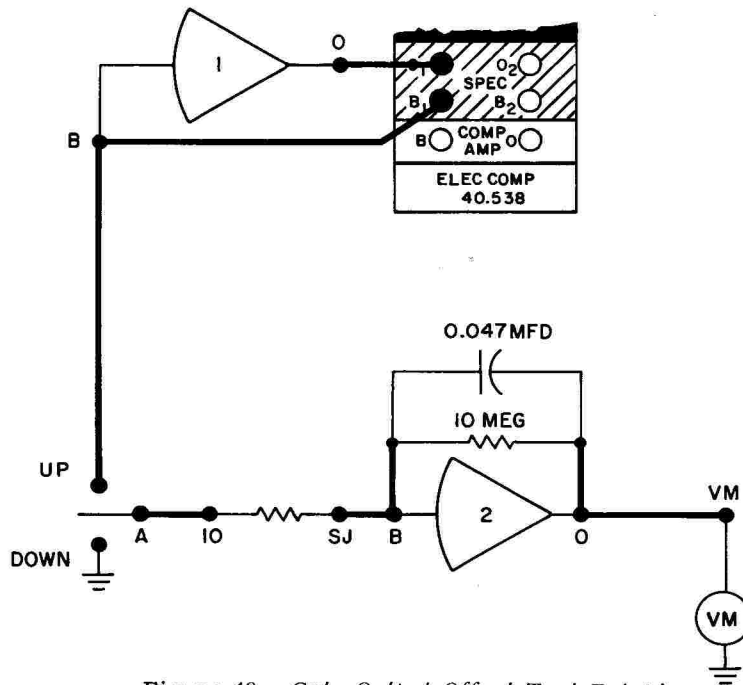 1
O
1 O2
SPEC
B
B1 B2
B COMP O
AMP
ELEC COMP
40.538
0.047MFD
10 MEG
UP
VM
A 10 SJ B 2 O
DOWN
VM